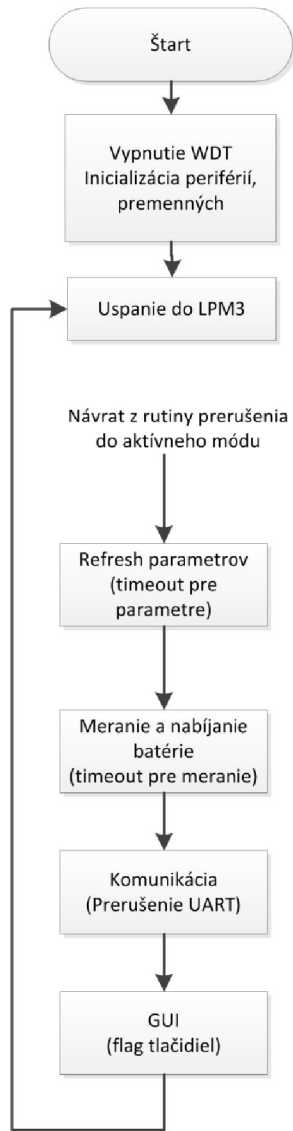 Štart
Vypnutie WDT
Inicializácia periférií,
premenných
Uspanie do LPM3
Návrat z rutiny prerušenia
do aktívneho módu
Refresh parametrov
(timeout pre
parametre)
Meranie a nabíjanie
batérie
(timeout pre meranie)
Komunikácia
(Prerušenie UART)
GUI
(flag tlačidiel)